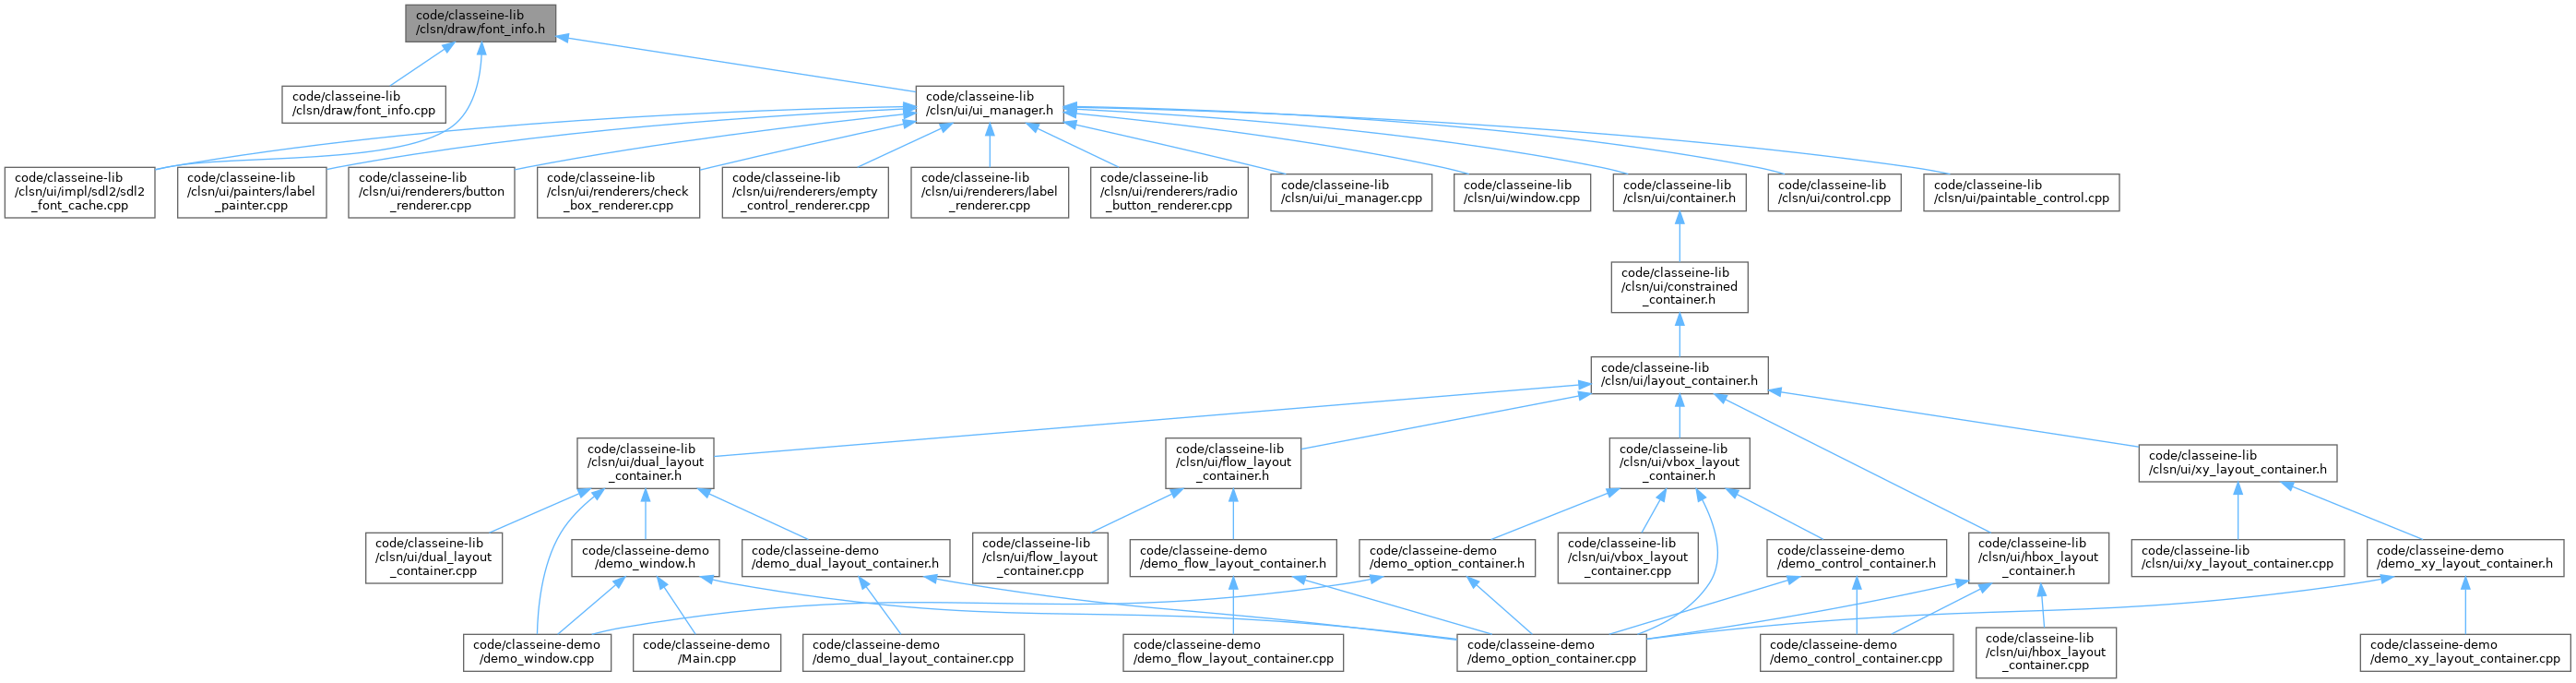 code/classeine-lib
/clsn/draw/font_info.h
code/classeine-lib
/clsn/draw/font_info.cpp
code/classeine-lib
/clsn/ui/ui_manager.h
code/classeine-lib
/clsn/ui/impl/sdl2/sdl2
_font_cache.cpp
code/classeine-lib
/clsn/ui/painters/label
_painter.cpp
code/classeine-lib
/clsn/ui/renderers/button
_renderer.cpp
code/classeine-lib
/clsn/ui/renderers/check
_box_renderer.cpp
code/classeine-lib
/clsn/ui/renderers/empty
_control_renderer.cpp
code/classeine-lib
/clsn/ui/renderers/label
_renderer.cpp
code/classeine-lib
/clsn/ui/renderers/radio
_button_renderer.cpp
code/classeine-lib
/clsn/ui/ui_manager.cpp
code/classeine-lib
/clsn/ui/window.cpp
code/classeine-lib
/clsn/ui/container.h
code/classeine-lib
/clsn/ui/control.cpp
code/classeine-lib
/clsn/ui/paintable_control.cpp
code/classeine-lib
/clsn/ui/constrained
_container.h
code/classeine-lib
/clsn/ui/layout_container.h
code/classeine-lib
/clsn/ui/dual_layout
_container.h
code/classeine-lib
/clsn/ui/flow_layout
_container.h
code/classeine-lib
/clsn/ui/vbox_layout
_container.h
code/classeine-lib
/clsn/ui/xy_layout_container.h
code/classeine-lib
/clsn/ui/dual_layout
_container.cpp
code/classeine-demo
/demo_window.h
code/classeine-demo
/demo_dual_layout_container.h
code/classeine-lib
/clsn/ui/flow_layout
_container.cpp
code/classeine-demo
/demo_flow_layout_container.h
code/classeine-demo
/demo_option_container.h
code/classeine-lib
/clsn/ui/vbox_layout
_container.cpp
code/classeine-demo
/demo_control_container.h
code/classeine-lib
/clsn/ui/hbox_layout
_container.h
code/classeine-lib
/clsn/ui/xy_layout_container.cpp
code/classeine-demo
/demo_xy_layout_container.h
code/classeine-demo
/demo_window.cpp
code/classeine-demo
/Main.cpp
code/classeine-demo
/demo_dual_layout_container.cpp
code/classeine-demo
/demo_flow_layout_container.cpp
code/classeine-demo
/demo_option_container.cpp
code/classeine-demo
/demo_control_container.cpp
code/classeine-lib
/clsn/ui/hbox_layout
_container.cpp
code/classeine-demo
/demo_xy_layout_container.cpp